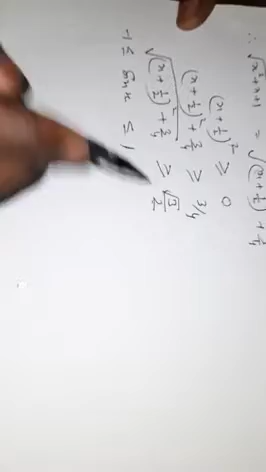 ∴ √(x²+x+1) = √((x+½)²+¾
(x+½)² ≥ 0
(x+½)²+¾ ≥ 3/4
√((x+½)²+¾) ≥ √3/2
-1 ≤ sin x ≤ 1